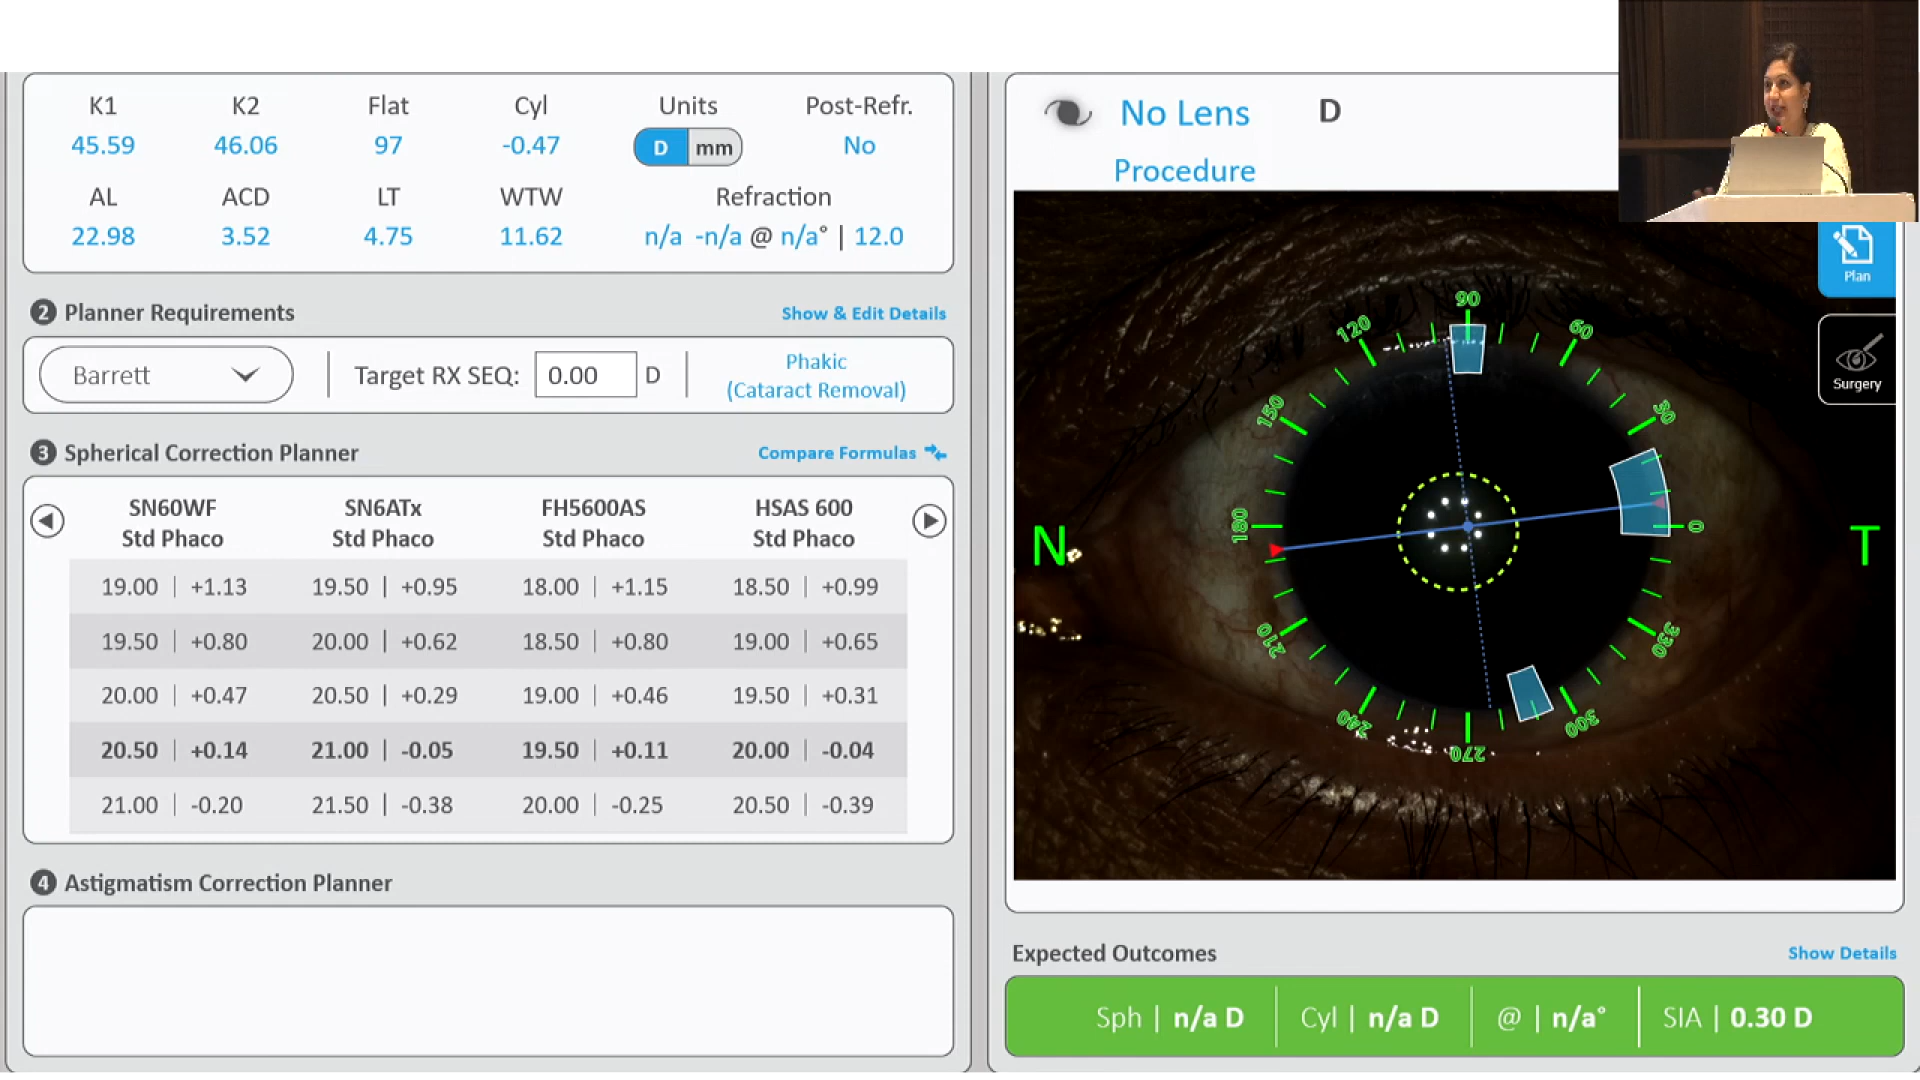 K1 K2 Flat Cyl Units Post-Refr.
45.59 46.06 97 -0.47 D mm No
AL ACD LT WTW Refraction
22.98 3.52 4.75 11.62 n/a -n/a @ n/a° | 12.0
2 Planner Requirements Show & Edit Details
Barrett Target RX SEQ: 0.00 D Phakic
(Cataract Removal)
3 Spherical Correction Planner Compare Formulas
SN60WF SN6ATx FH5600AS HSAS 600
Std Phaco Std Phaco Std Phaco Std Phaco
19.00 | +1.13 19.50 | +0.95 18.00 | +1.15 18.50 | +0.99
19.50 | +0.80 20.00 | +0.62 18.50 | +0.80 19.00 | +0.65
20.00 | +0.47 20.50 | +0.29 19.00 | +0.46 19.50 | +0.31
20.50 | +0.14 21.00 | -0.05 19.50 | +0.11 20.00 | -0.04
21.00 | -0.20 21.50 | -0.38 20.00 | -0.25 20.50 | -0.39
4 Astigmatism Correction Planner
No Lens D
Procedure
Plan
Surgery
90
120 60
150 30
180 0
N T
210 330
240 300
270
Expected Outcomes Show Details
Sph | n/a D Cyl | n/a D @ | n/a° SIA | 0.30 D